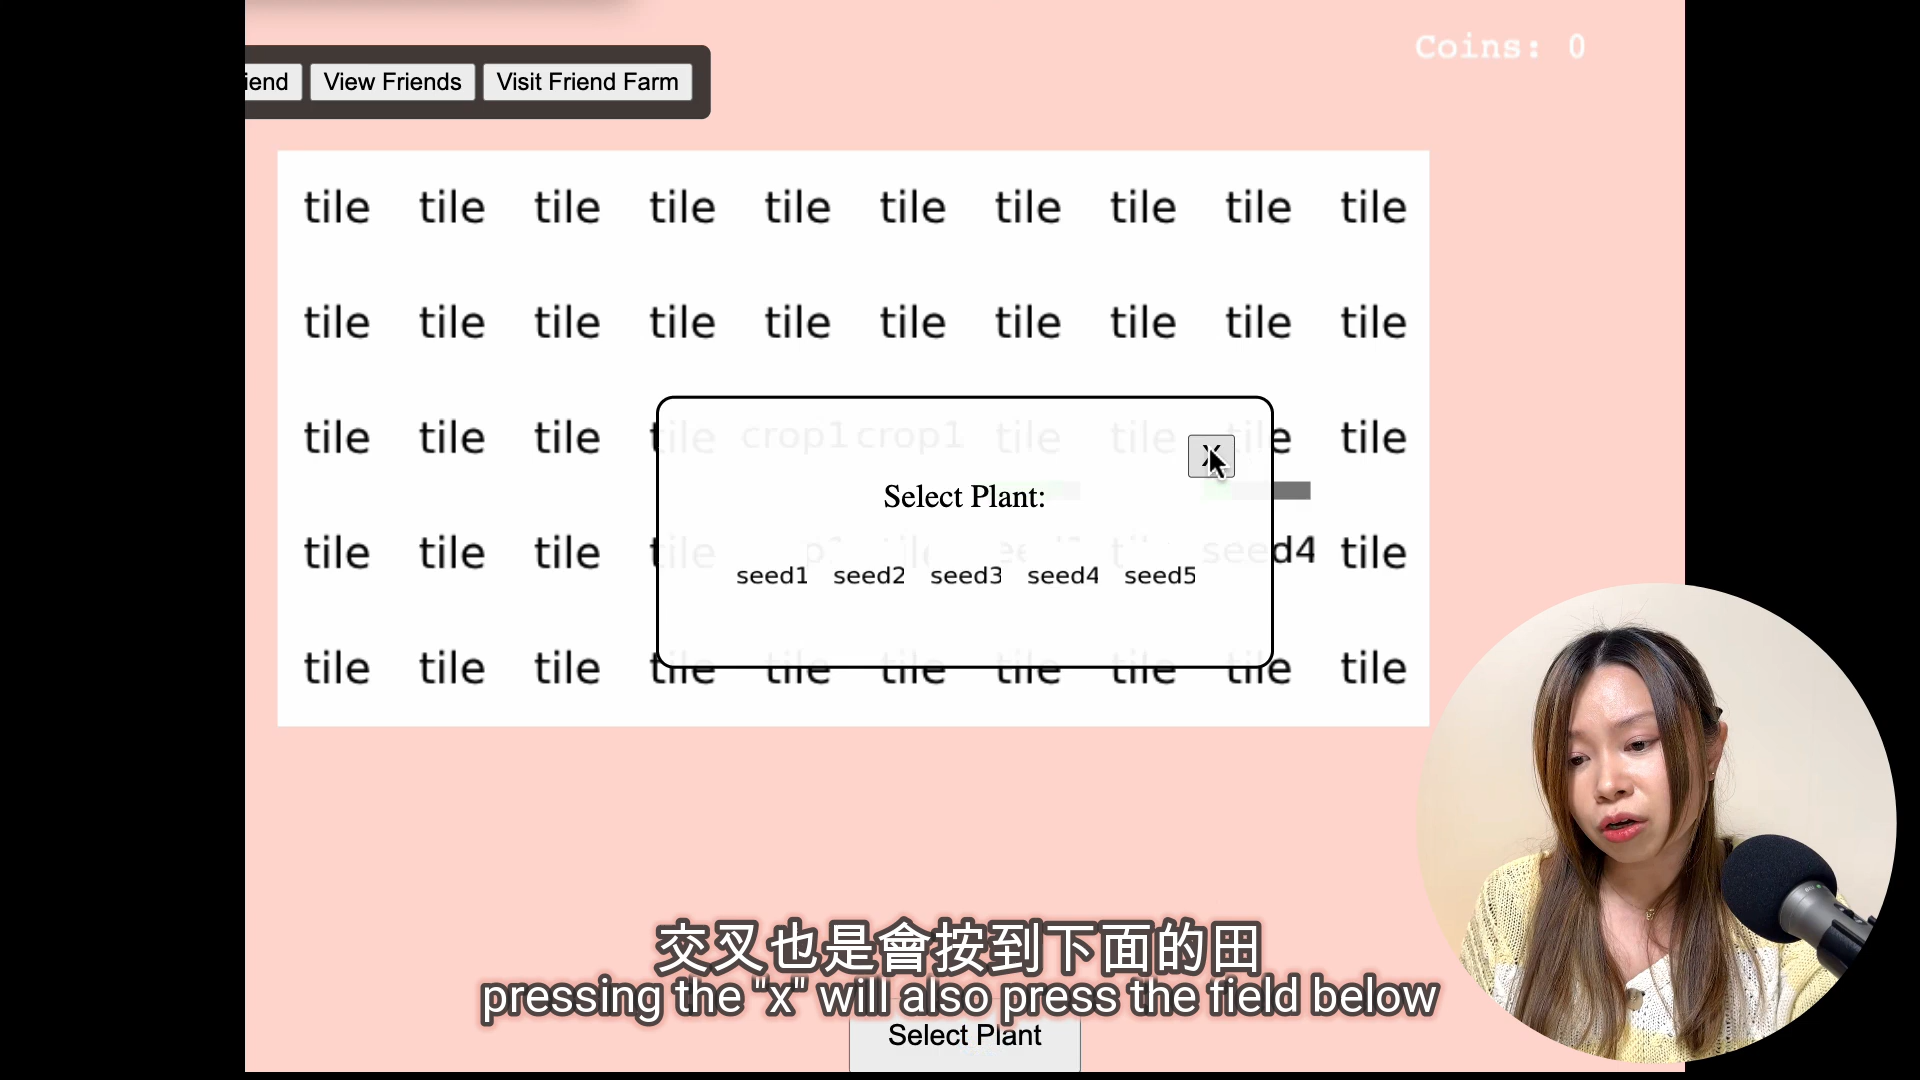 Coins: 0
iend View Friends Visit Friend Farm
tile tile tile tile tile tile tile tile tile tile
tile tile tile tile tile tile tile tile tile tile
tile tile tile tile crop1 crop1 tile tile tile tile
X
Select Plant:
tile tile tile tile seed4 tile
seed1 seed2 seed3 seed4 seed5
tile tile tile tile tile tile tile tile tile tile
交叉也是會按到下面的田
pressing the "x" will also press the field below
Select Plant